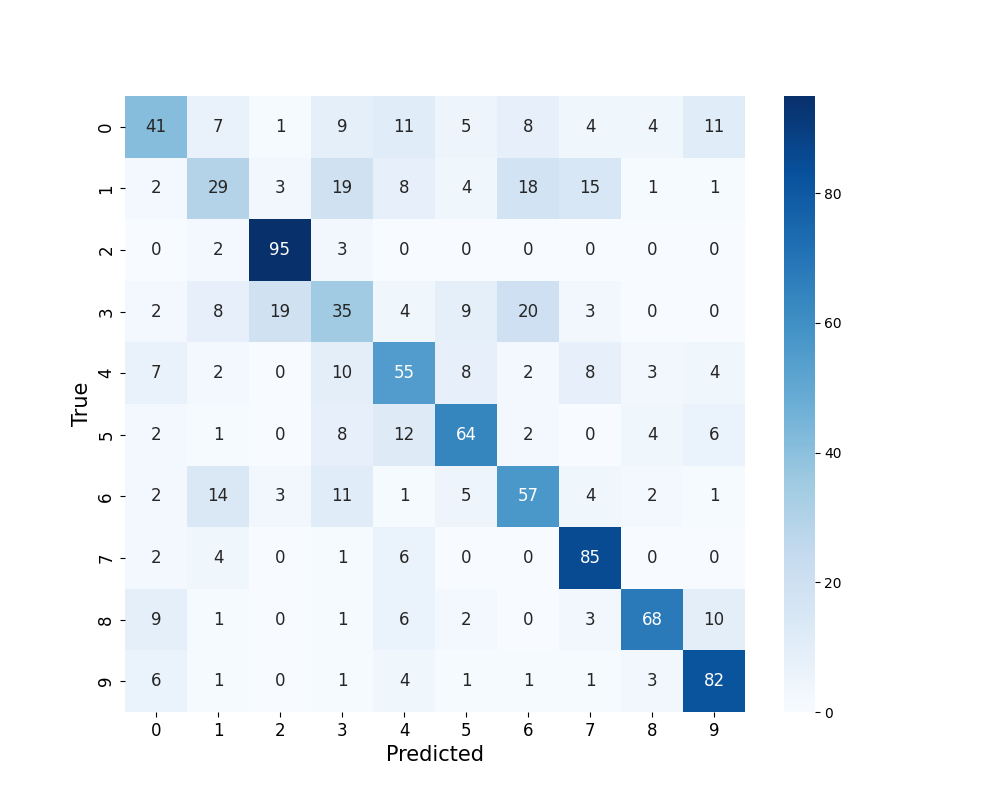 0 41 7 1 9 11 5 8 4 4 11
1 2 29 3 19 8 4 18 15 1 1
2 0 2 95 3 0 0 0 0 0 0
3 2 8 19 35 4 9 20 3 0 0
4 7 2 0 10 55 8 2 8 3 4
5 2 1 0 8 12 64 2 0 4 6
6 2 14 3 11 1 5 57 4 2 1
7 2 4 0 1 6 0 0 85 0 0
8 9 1 0 1 6 2 0 3 68 10
9 6 1 0 1 4 1 1 1 3 82
0 1 2 3 4 5 6 7 8 9
Predicted
True
80
60
40
20
0